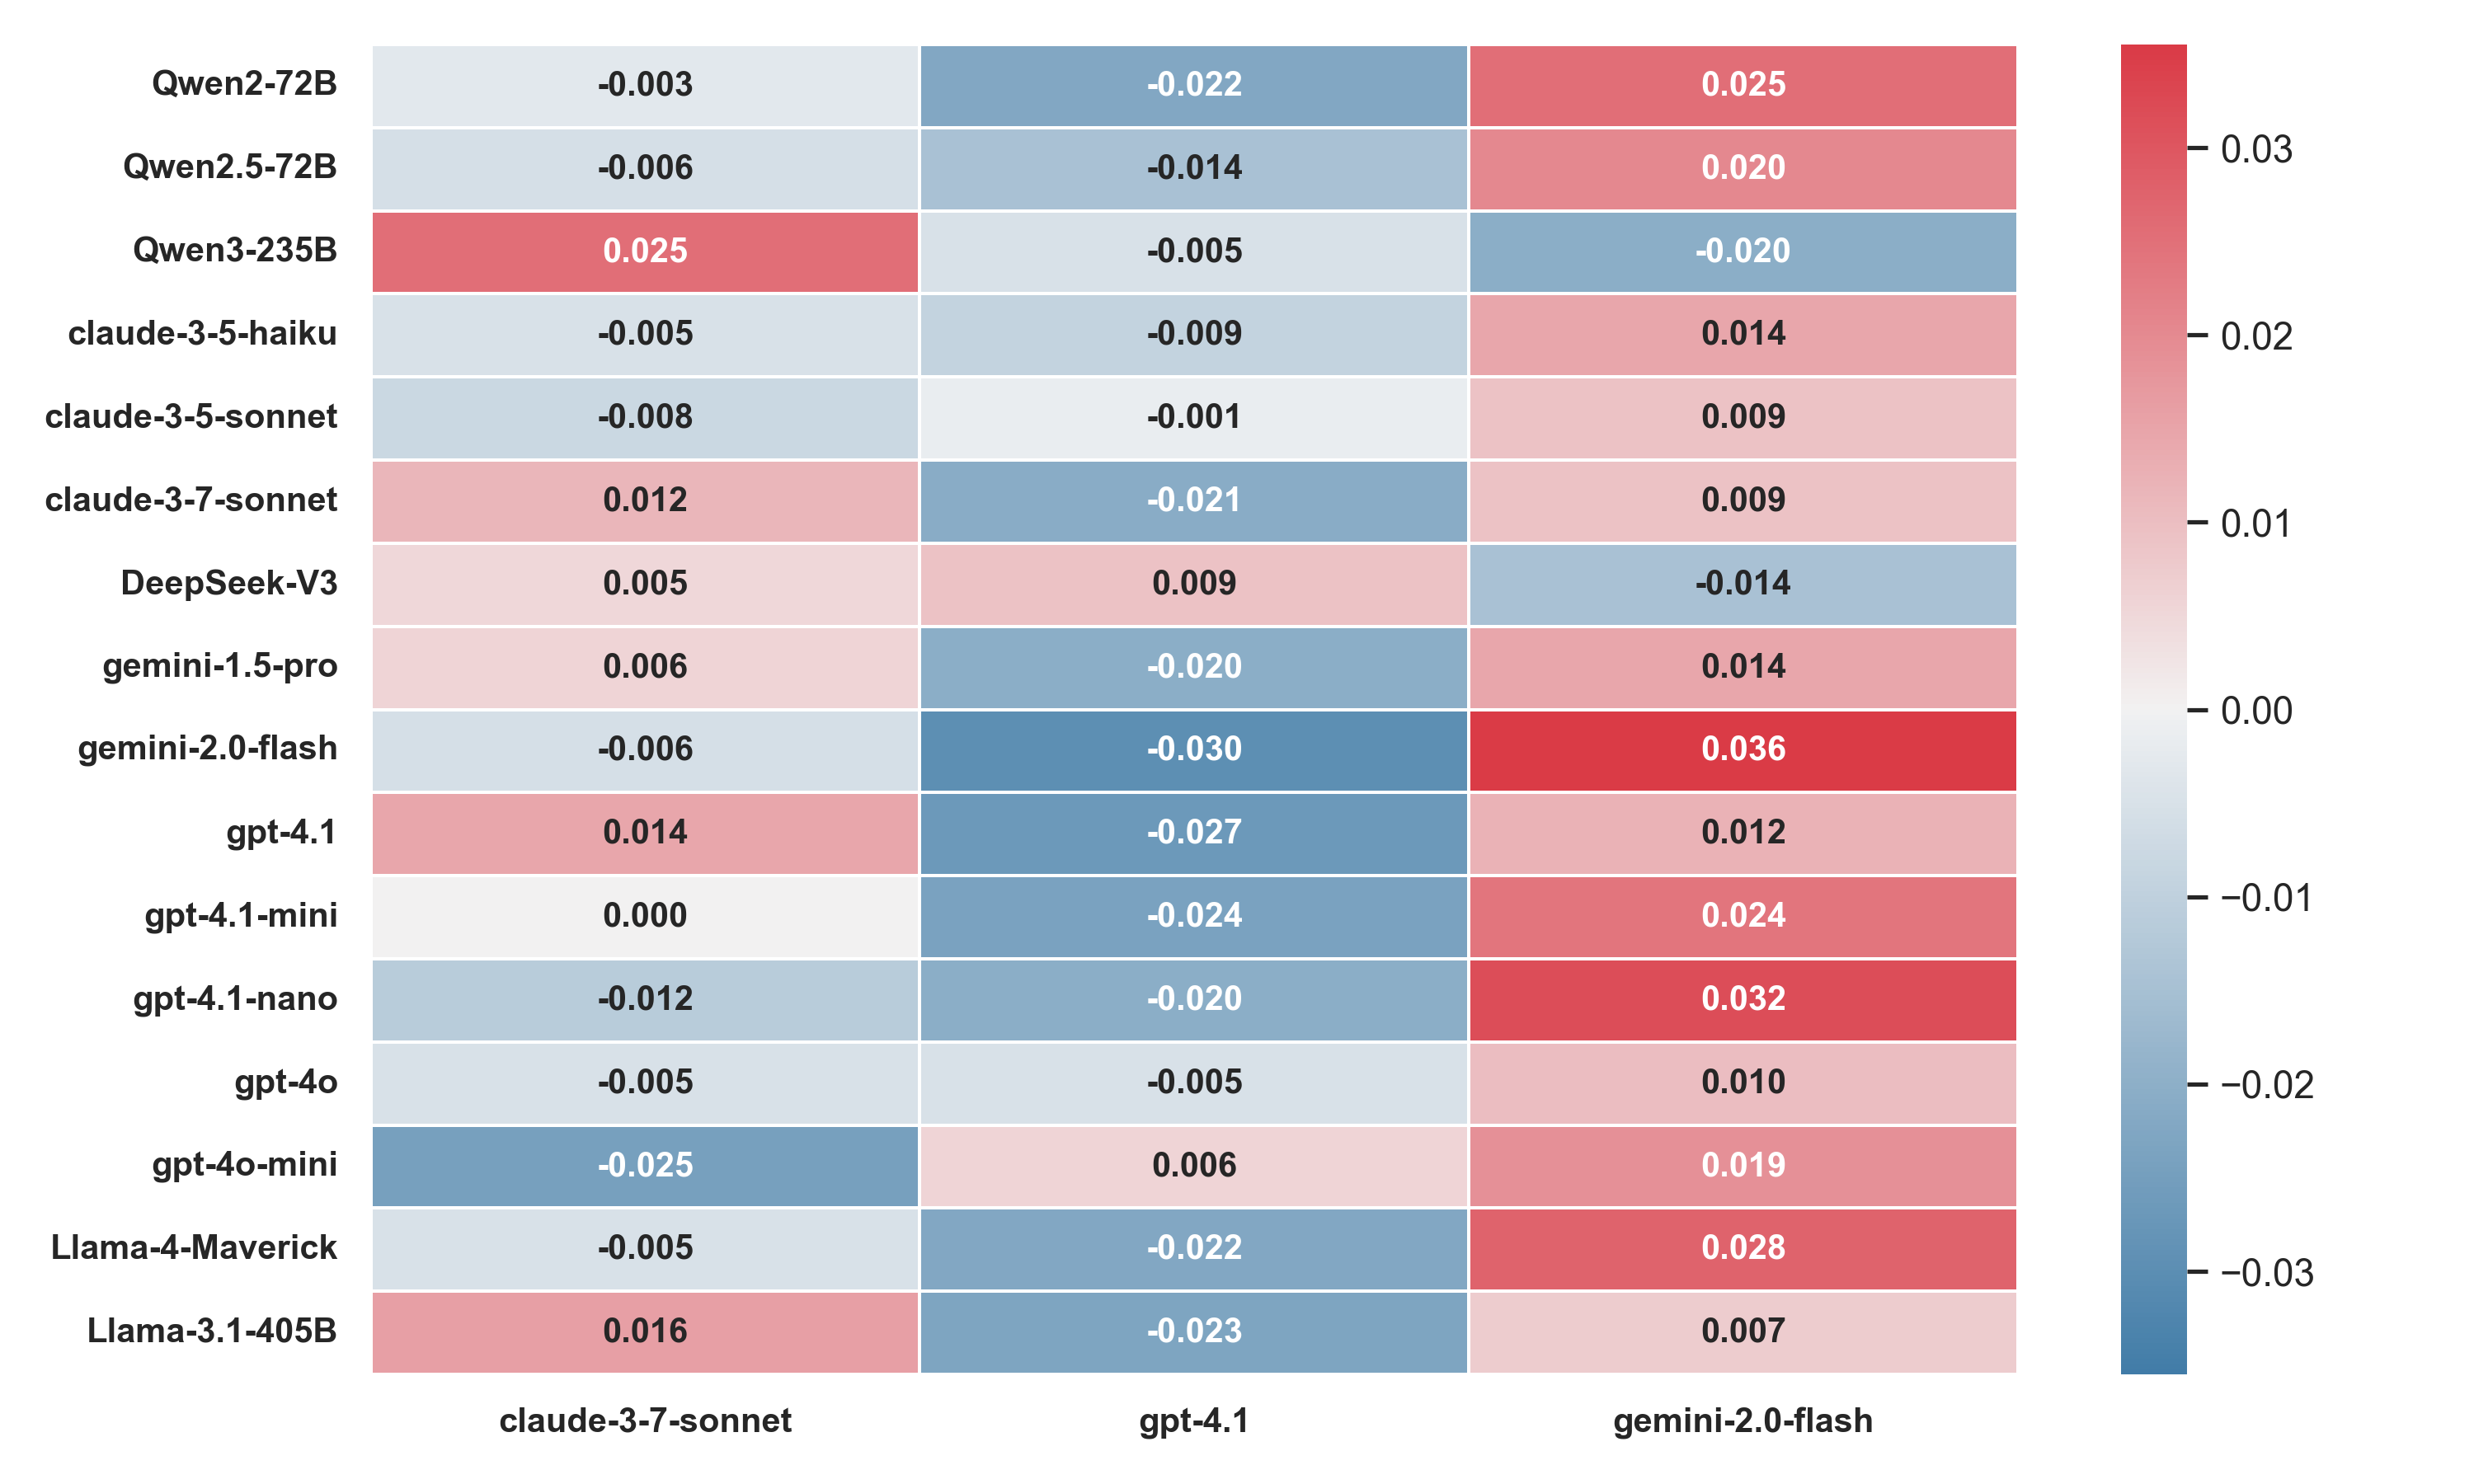 Qwen2-72B -0.003 -0.022 0.025
Qwen2.5-72B -0.006 -0.014 0.020
Qwen3-235B 0.025 -0.005 -0.020
claude-3-5-haiku -0.005 -0.009 0.014
claude-3-5-sonnet -0.008 -0.001 0.009
claude-3-7-sonnet 0.012 -0.021 0.009
DeepSeek-V3 0.005 0.009 -0.014
gemini-1.5-pro 0.006 -0.020 0.014
gemini-2.0-flash -0.006 -0.030 0.036
gpt-4.1 0.014 -0.027 0.012
gpt-4.1-mini 0.000 -0.024 0.024
gpt-4.1-nano -0.012 -0.020 0.032
gpt-4o -0.005 -0.005 0.010
gpt-4o-mini -0.025 0.006 0.019
Llama-4-Maverick -0.005 -0.022 0.028
Llama-3.1-405B 0.016 -0.023 0.007
claude-3-7-sonnet gpt-4.1 gemini-2.0-flash
0.03
0.02
0.01
0.00
−0.01
−0.02
−0.03